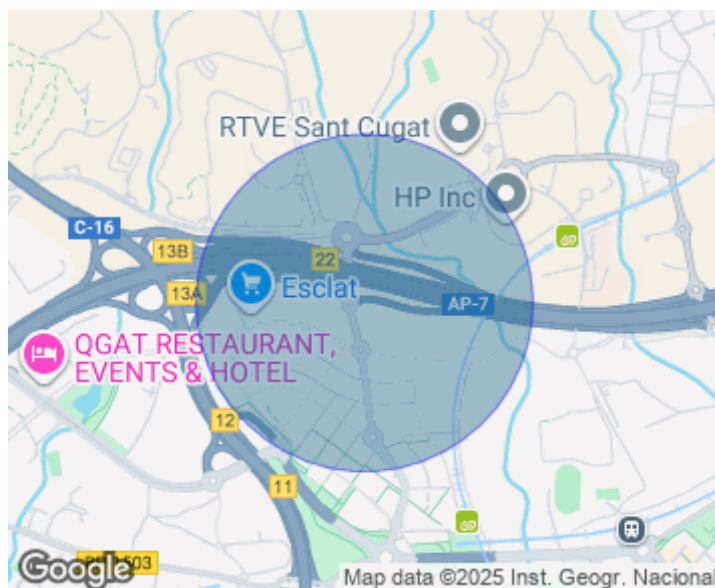 RTVE Sant Cugat
HP Inc
C-16
13B
22
13A
Esclat
AP-7
QGAT RESTAURANT,
EVENTS & HOTEL
12
11
503
Google
Map data ©2025 Inst. Geogr. Nacional